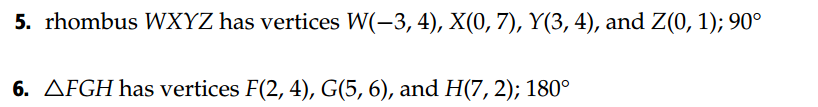 5. rhombus WXYZ has vertices W(−3, 4), X(0, 7), Y(3, 4), and Z(0, 1); 90°
6. △FGH has vertices F(2, 4), G(5, 6), and H(7, 2); 180°